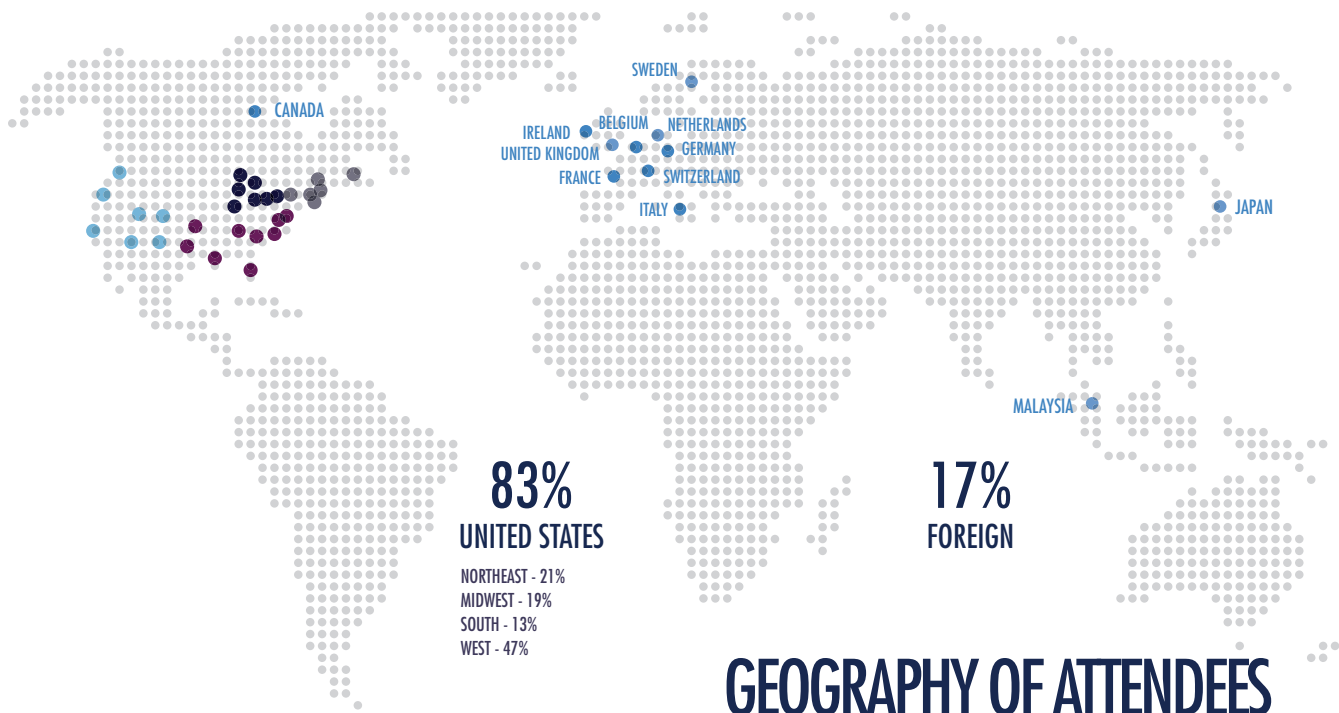 SWEDEN
CANADA
BELGIUM
NETHERLANDS
IRELAND
UNITED KINGDOM
GERMANY
FRANCE
SWITZERLAND
ITALY
JAPAN
MALAYSIA
83%
UNITED STATES
NORTHEAST - 21%
MIDWEST - 19%
SOUTH - 13%
WEST - 47%
17%
FOREIGN
GEOGRAPHY OF ATTENDEES